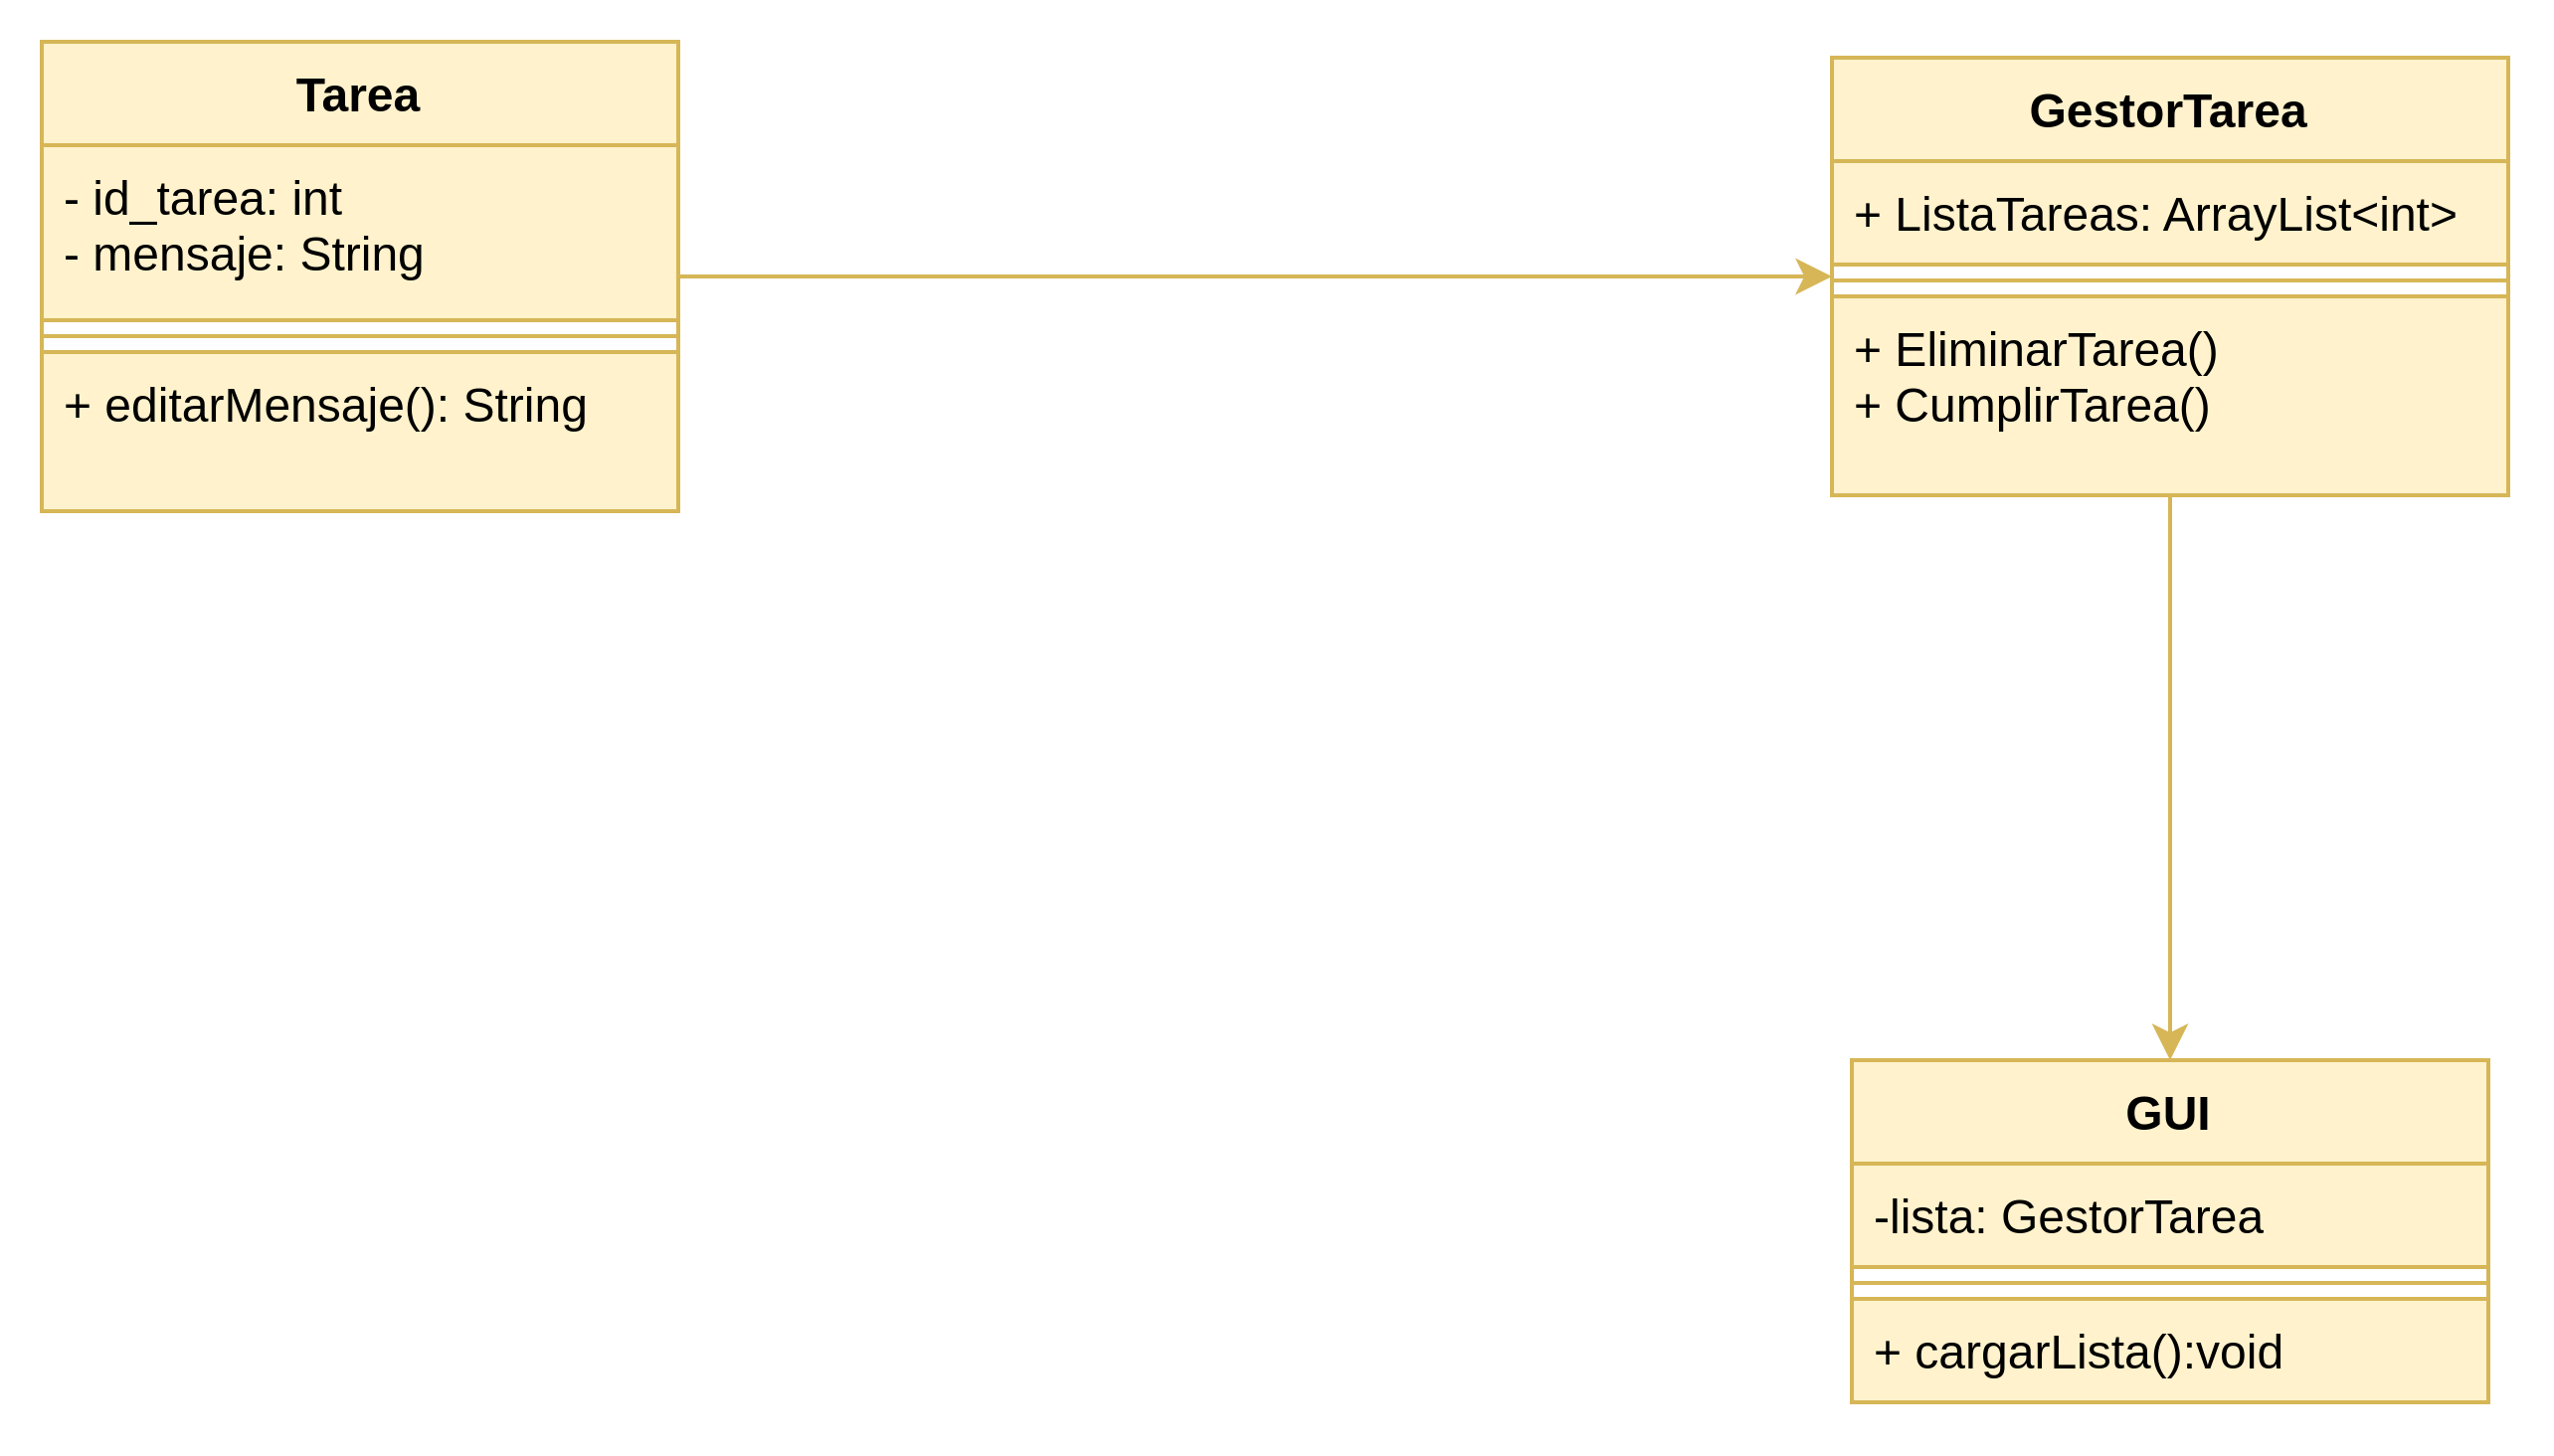 Tarea
- id_tarea: int
- mensaje: String
+ editarMensaje(): String
GestorTarea
+ ListaTareas: ArrayList<int>
+ EliminarTarea()
+ CumplirTarea()
GUI
-lista: GestorTarea
+ cargarLista():void